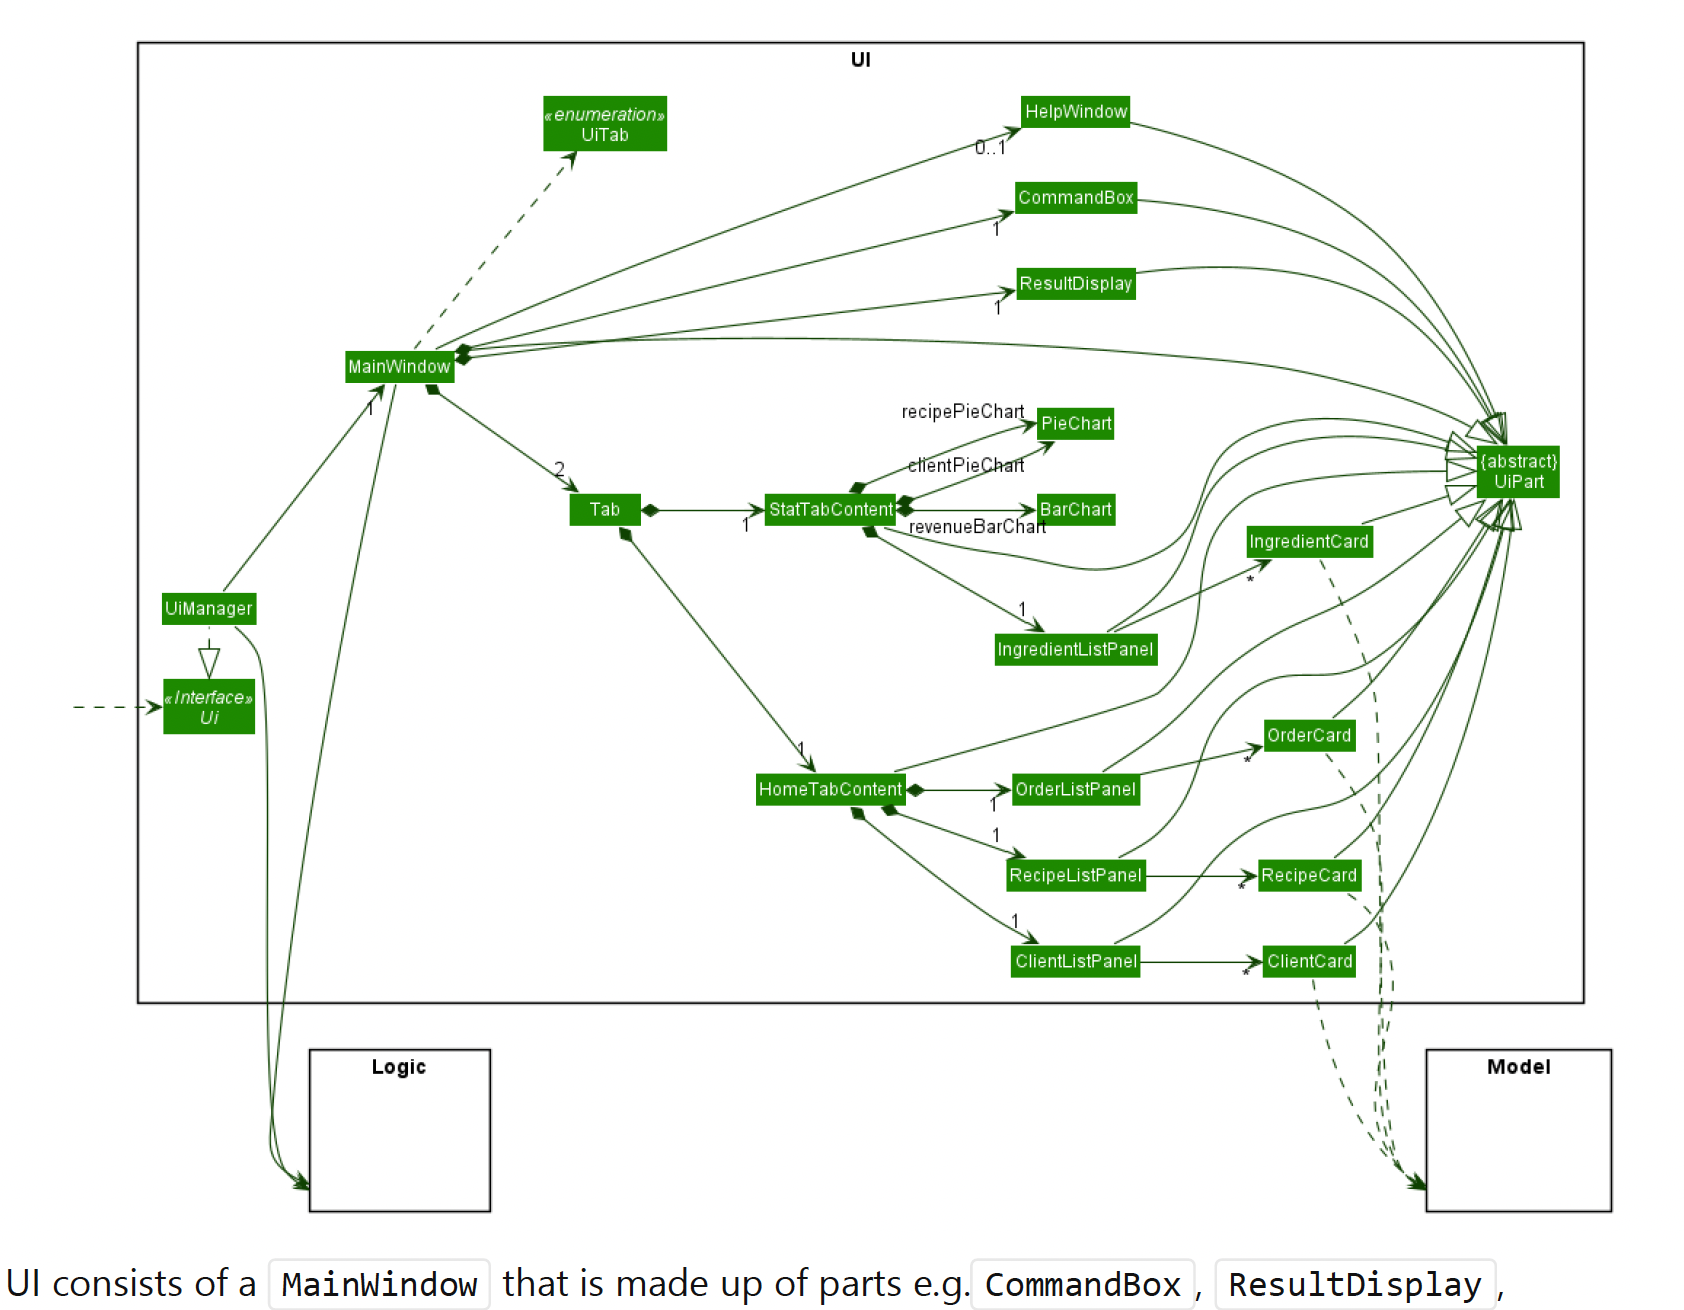 UI
«enumeration»
UiTab
HelpWindow
0..1
CommandBox
1
ResultDisplay
1
MainWindow
1
recipePieChart
PieChart
clientPieChart
{abstract}
UiPart
2
Tab
1
StatTabContent
BarChart
revenueBarChart
IngredientCard
*
UiManager
1
IngredientListPanel
«Interface»
Ui
OrderCard
*
1
HomeTabContent
1
OrderListPanel
1
RecipeListPanel
*
RecipeCard
1
ClientListPanel
*
ClientCard
Logic
Model
UI consists of a MainWindow that is made up of parts e.g. CommandBox, ResultDisplay,